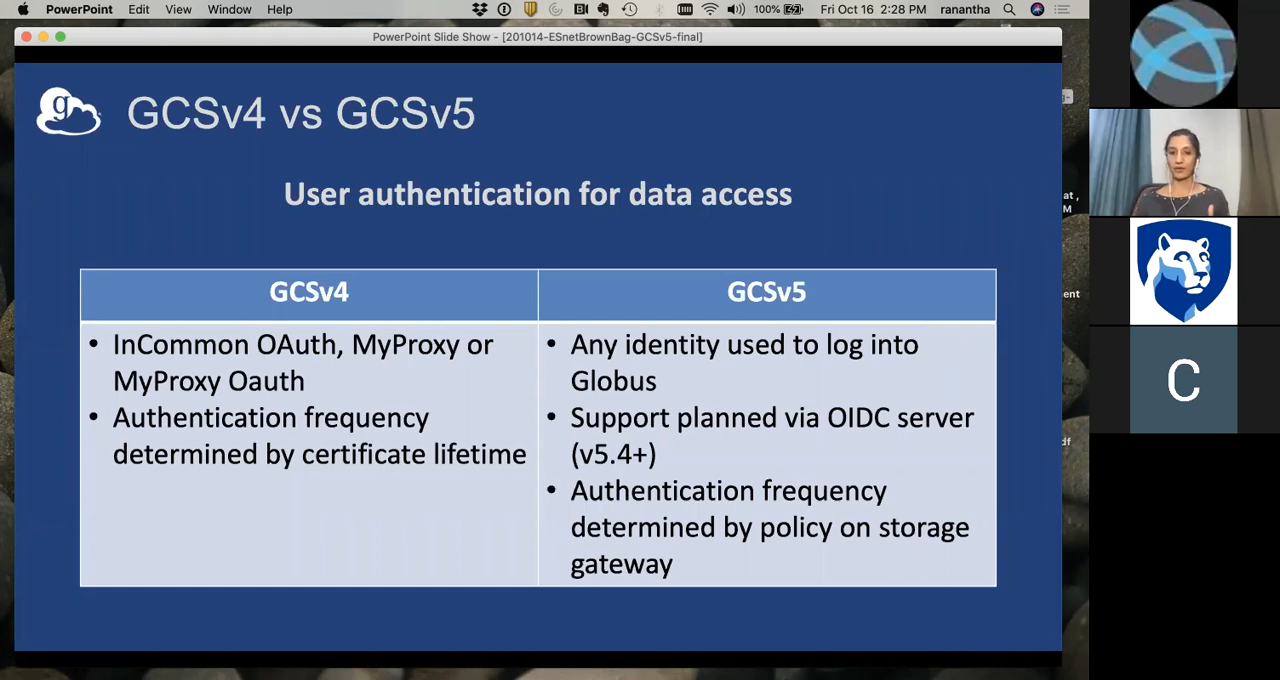 PowerPoint Edit View Window Help 100% Fri Oct 16 2:28 PM ranantha
PowerPoint Slide Show - [201014-ESnetBrownBag-GCSv5-final]
g GCSv4 vs GCSv5
User authentication for data access
GCSv4
• InCommon OAuth, MyProxy or
MyProxy Oauth
• Authentication frequency
determined by certificate lifetime
GCSv5
• Any identity used to log into
Globus
• Support planned via OIDC server
(v5.4+)
• Authentication frequency
determined by policy on storage
gateway
at ,
M
ent
df
C